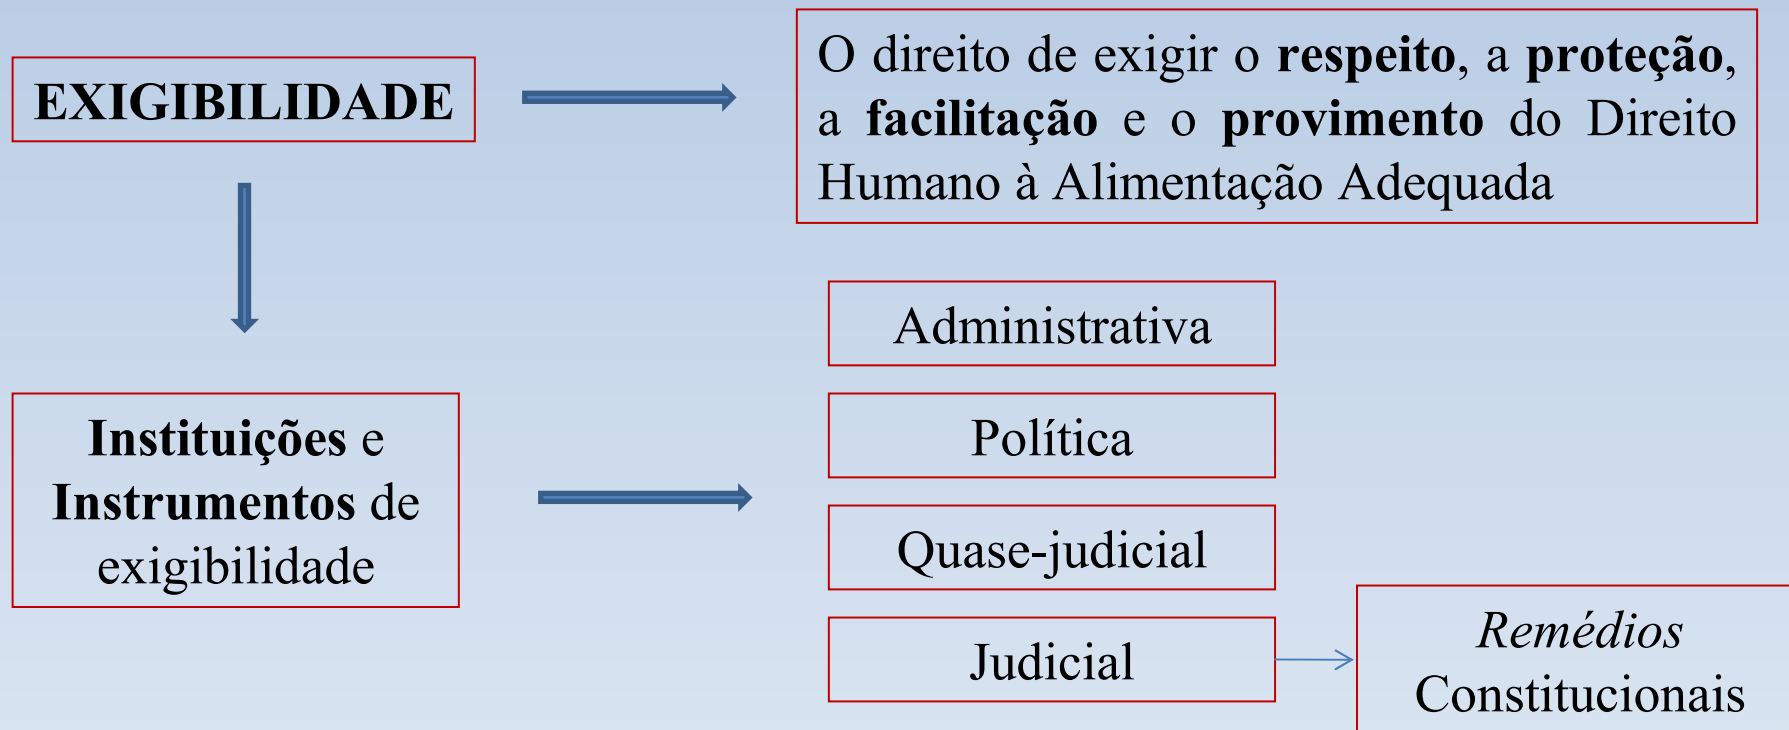 EXIGIBILIDADE
O direito de exigir o respeito, a proteção,
a facilitação e o provimento do Direito
Humano à Alimentação Adequada
Instituições e
Instrumentos de
exigibilidade
Administrativa
Política
Quase-judicial
Judicial
Remédios
Constitucionais